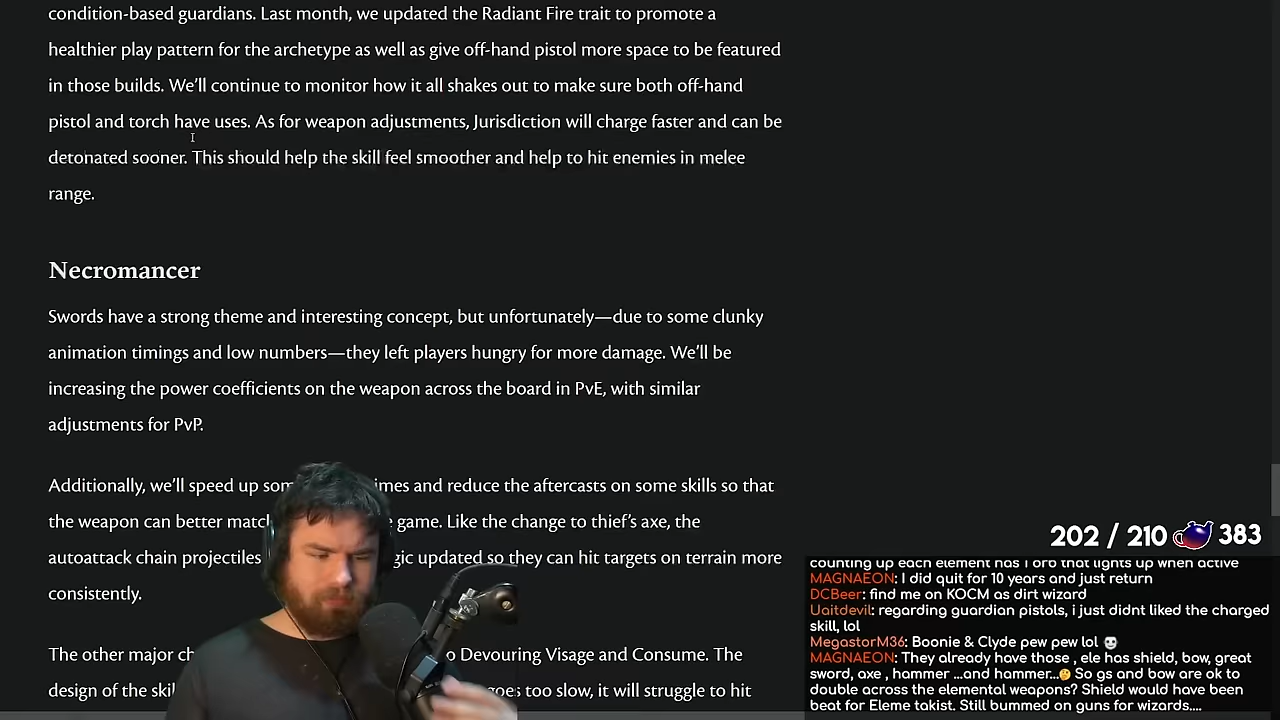 condition-based guardians. Last month, we updated the Radiant Fire trait to promote a
healthier play pattern for the archetype as well as give off-hand pistol more space to be featured
in those builds. We'll continue to monitor how it all shakes out to make sure both off-hand
pistol and torch have uses. As for weapon adjustments, Jurisdiction will charge faster and can be
detonated sooner. This should help the skill feel smoother and help to hit enemies in melee
range.
Necromancer
Swords have a strong theme and interesting concept, but unfortunately—due to some clunky
animation timings and low numbers—they left players hungry for more damage. We'll be
increasing the power coefficients on the weapon across the board in PvE, with similar
adjustments for PvP.
Additionally, we'll speed up som imes and reduce the aftercasts on some skills so that
the weapon can better matc e game. Like the change to thief's axe, the
autoattack chain projectiles gic updated so they can hit targets on terrain more
consistently.
The other major ch o Devouring Visage and Consume. The
design of the skil goes too slow, it will struggle to hit
202 / 210 383
counting up each element has 1 orb that lights up when active
MAGNAEON: I did quit for 10 years and just return
DCBeer: find me on KOCM as dirt wizard
Uaitdevil: regarding guardian pistols, i just didnt liked the charged
skill, lol
MegastorM36: Boonie & Clyde pew pew lol 💀
MAGNAEON: They already have those , ele has shield, bow, great
sword, axe , hammer ...and hammer...🤔 So gs and bow are ok to
double across the elemental weapons? Shield would have been
beat for Eleme takist. Still bummed on guns for wizards....